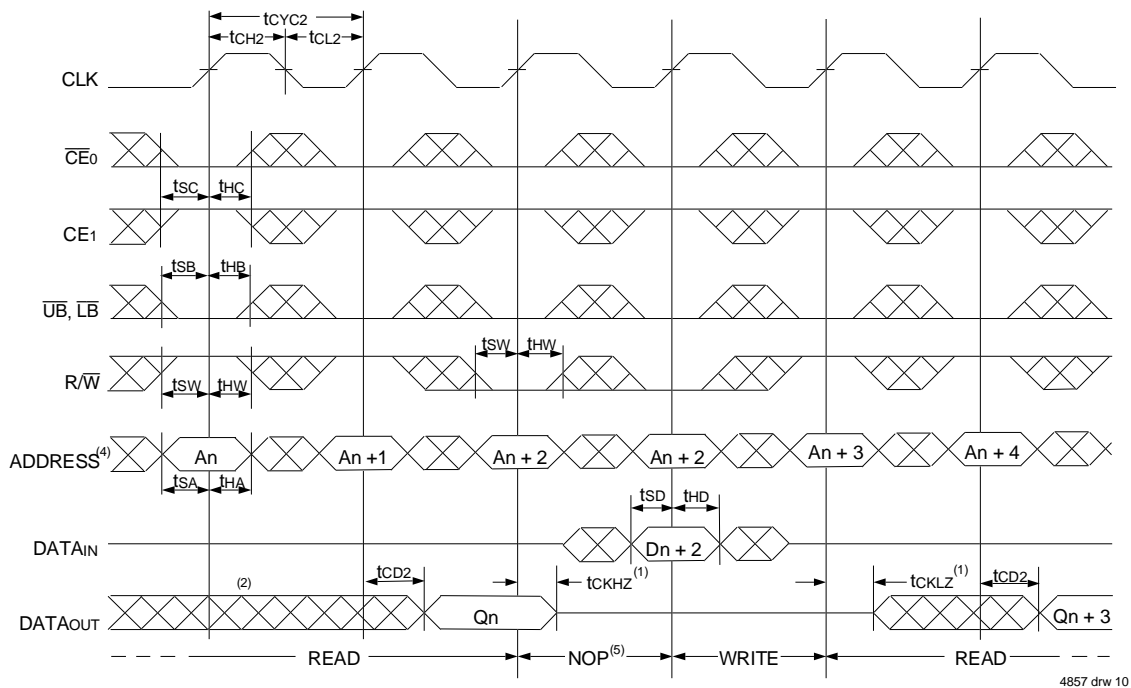 tCYC2
tCH2 tCL2
CLK
CE0
tSC tHC
CE1
tSB tHB
UB, LB
tSW tHW
R/W
tSW tHW
ADDRESS(4) An An +1 An + 2 An + 2 An + 3 An + 4
tSA tHA
tSD tHD
DATAIN Dn + 2
(2) tCD2 tCKHZ(1) tCKLZ(1) tCD2
DATAOUT Qn Qn + 3
READ NOP(5) WRITE READ
4857 drw 10